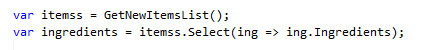 var itemss = GetNewItemsList();
var ingredients = itemss.Select(ing => ing.Ingredients);